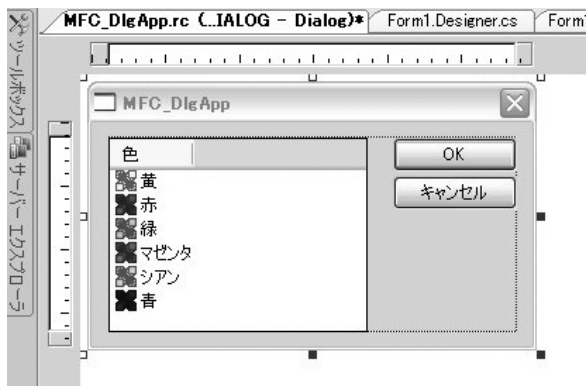 MFC_DlgApp.rc (...IALOG - Dialog)*
Form1.Designer.cs
Form1
ツールボックス
サーバー エクスプローラ
MFC_DlgApp
色
OK
キャンセル
黄
赤
緑
マゼンタ
シアン
青